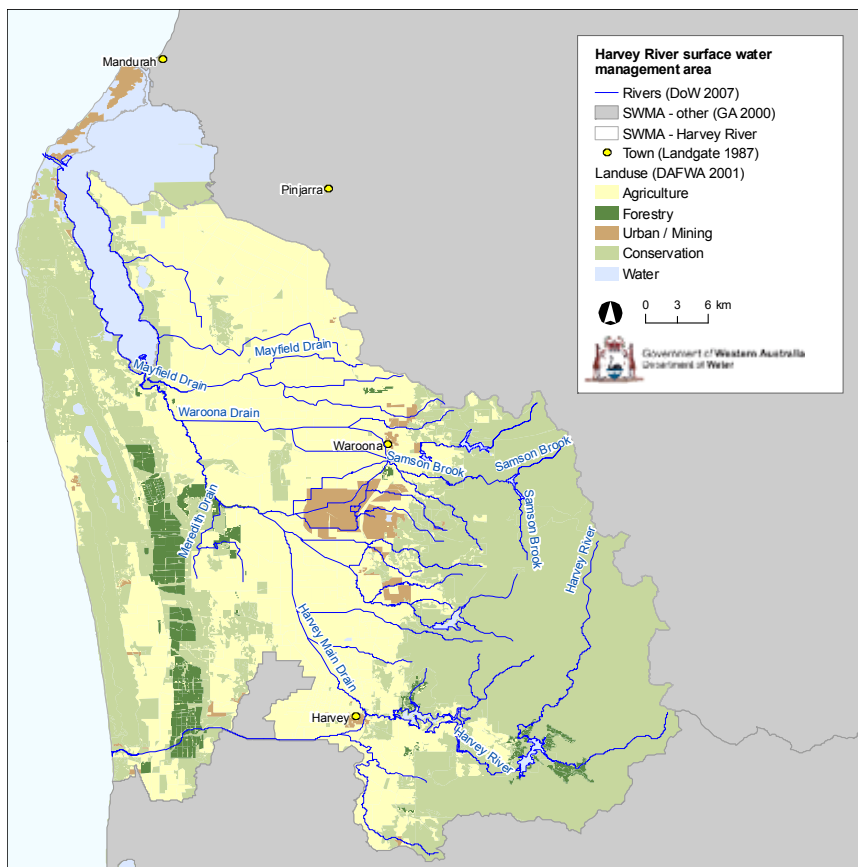 Harvey River surface water
management area
Rivers (DoW 2007)
SWMA - other (GA 2000)
SWMA - Harvey River
Town (Landgate 1987)
Landuse (DAFWA 2001)
Agriculture
Forestry
Urban / Mining
Conservation
Water
0 3 6 km
Government of Western Australia
Department of Water
Mandurah
Pinjarra
Mayfield Drain
Mayfield Drain
Waroona Drain
Waroona
Samson Brook
Samson Brook
Samson Brook
Meredith Drain
Harvey River
Harvey Main Drain
Harvey
Harvey River